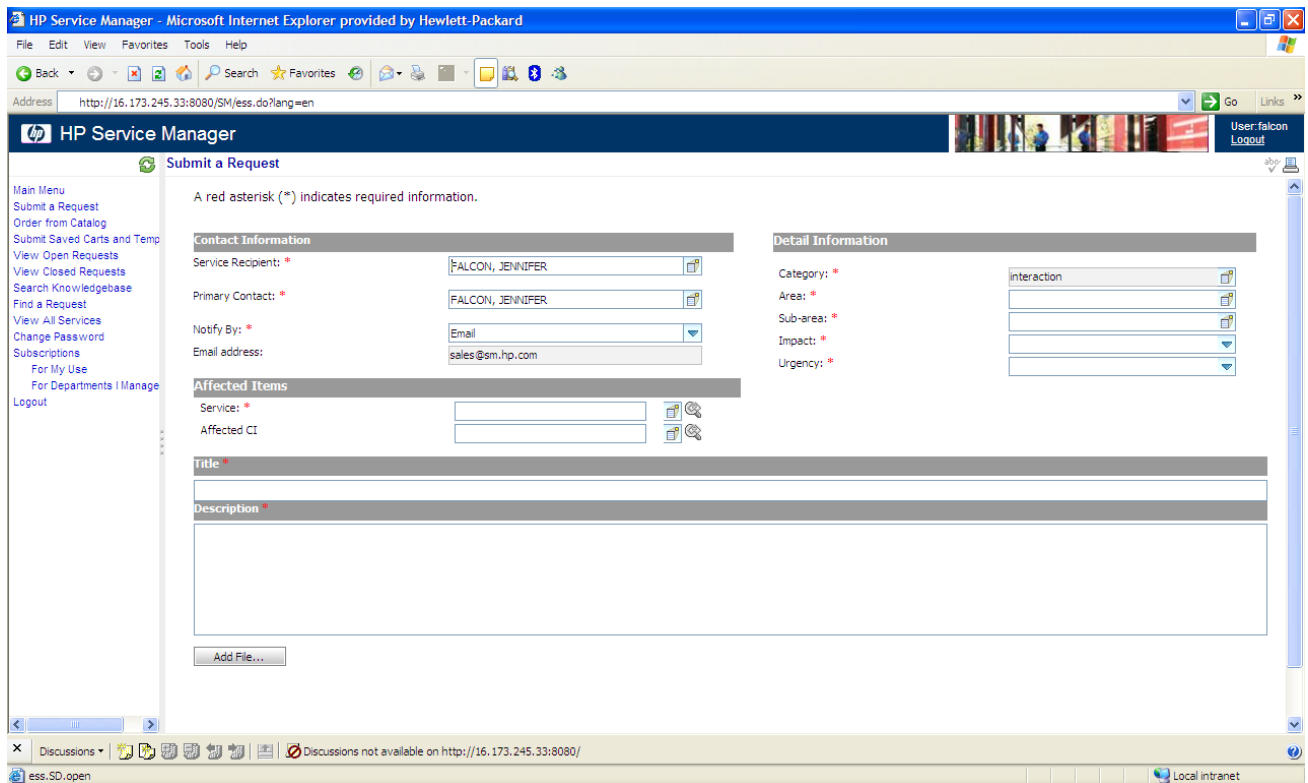 HP Service Manager - Microsoft Internet Explorer provided by Hewlett-Packard
File Edit View Favorites Tools Help
Back Search Favorites
Address http://16.173.245.33:8080/SM/ess.do?lang=en Go Links »
hp HP Service Manager
User:falcon
Logout
Submit a Request
Main Menu
Submit a Request
Order from Catalog
Submit Saved Carts and Temp
View Open Requests
View Closed Requests
Search Knowledgebase
Find a Request
View All Services
Change Password
Subscriptions
For My Use
For Departments I Manage
Logout
A red asterisk (*) indicates required information.
Contact Information
Service Recipient: * FALCON, JENNIFER
Primary Contact: * FALCON, JENNIFER
Notify By: * Email
Email address: sales@sm.hp.com
Detail Information
Category: * interaction
Area: *
Sub-area: *
Impact: *
Urgency: *
Affected Items
Service: *
Affected CI
Title *
Description *
Add File...
× Discussions Discussions not available on http://16.173.245.33:8080/
ess.SD.open Local intranet